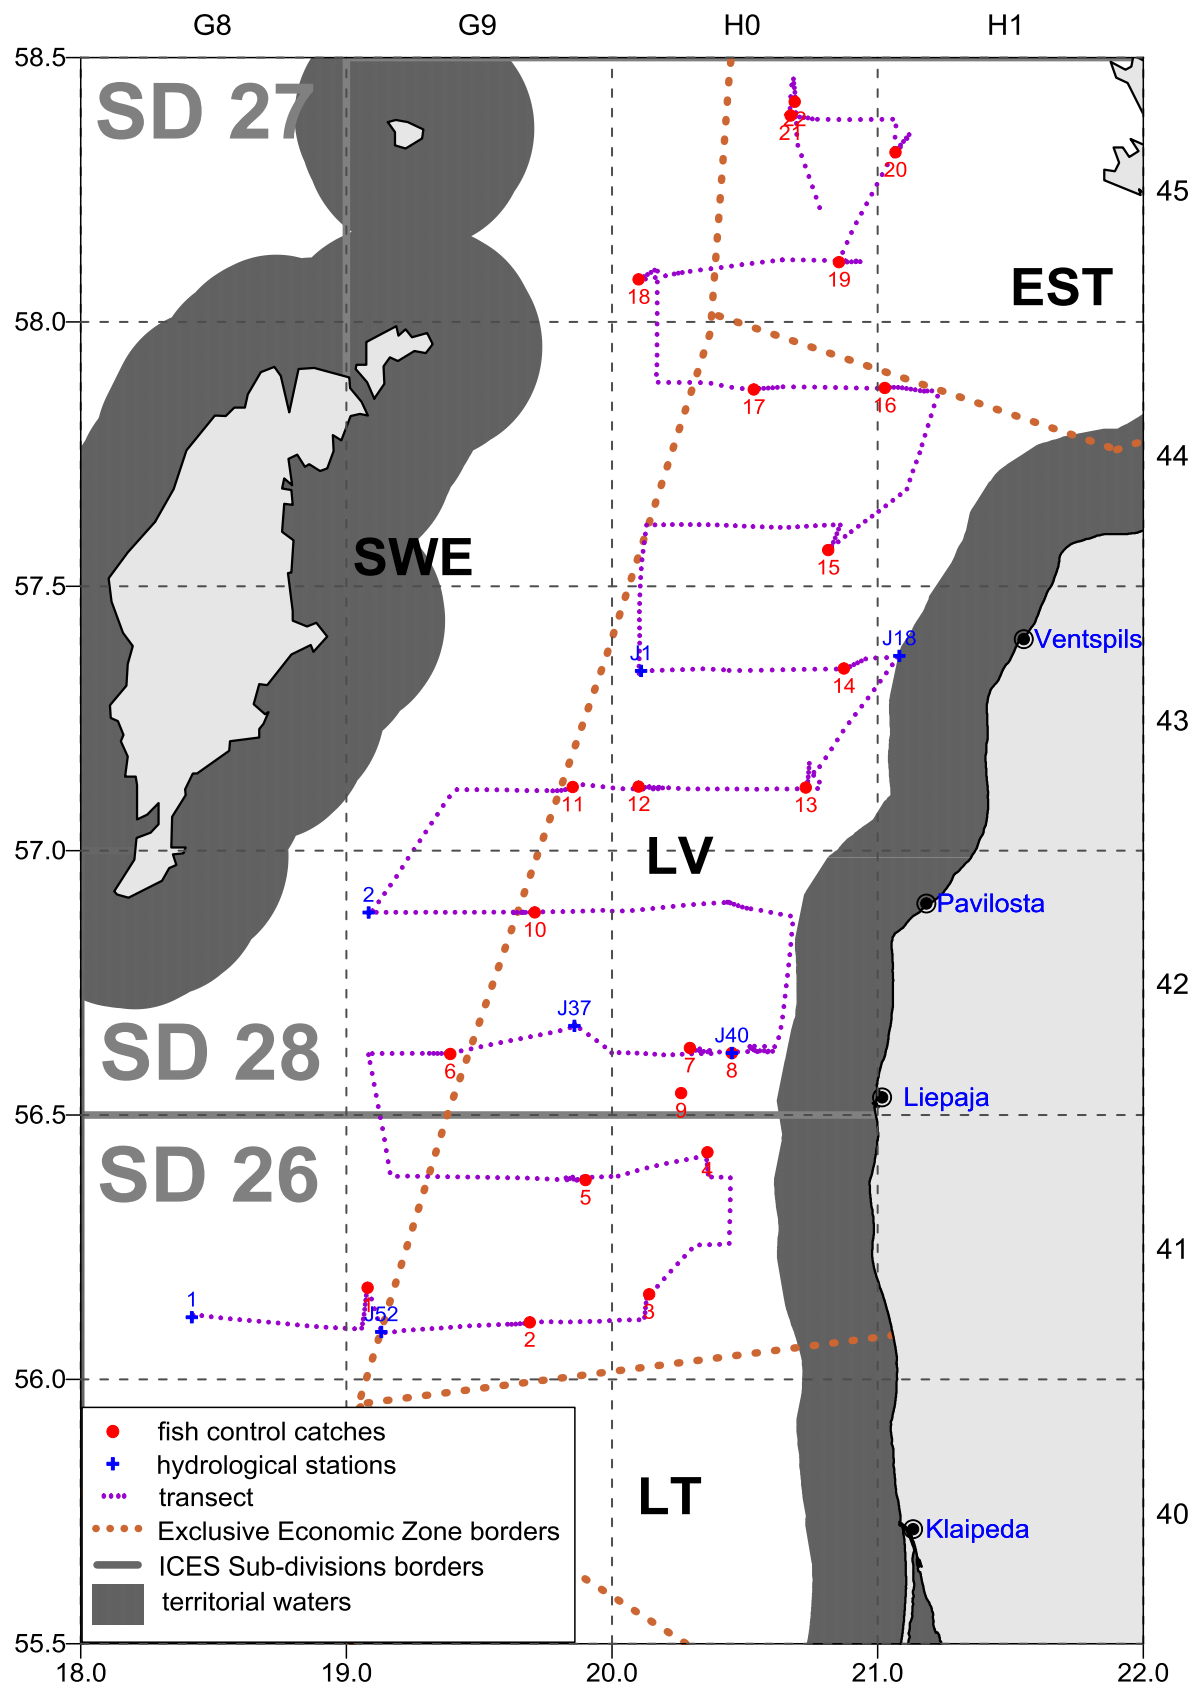 G8 G9 H0 H1
58.5
SD 27
22
21
20
45
19
18
EST
58.0
17
16
44
SWE
15
57.5
J18
J1
Ventspils
14
43
11
12
13
LV
57.0
2
Pavilosta
10
42
J37
SD 28
J40
6
7
8
9
Liepaja
56.5
SD 26
4
5
41
1
1
J52
3
2
56.0
fish control catches
hydrological stations
transect
Exclusive Economic Zone borders
ICES Sub-divisions borders
territorial waters
LT
40
Klaipeda
55.5
18.0 19.0 20.0 21.0 22.0